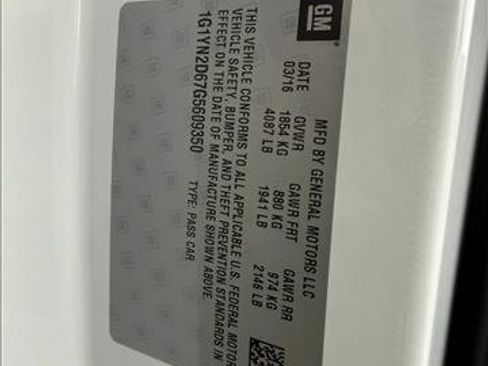 GM
MFD BY GENERAL MOTORS LLC
DATE GVWR GAWR FRT GAWR RR
03/16 1854 KG 880 KG 974 KG
4087 LB 1941 LB 2146 LB
THIS VEHICLE CONFORMS TO ALL APPLICABLE U.S. FEDERAL MOTOR
VEHICLE SAFETY, BUMPER, AND THEFT PREVENTION STANDARDS IN
EFFECT ON THE DATE OF MANUFACTURE SHOWN ABOVE.
1G1YN2D67G5609350 TYPE: PASS CAR